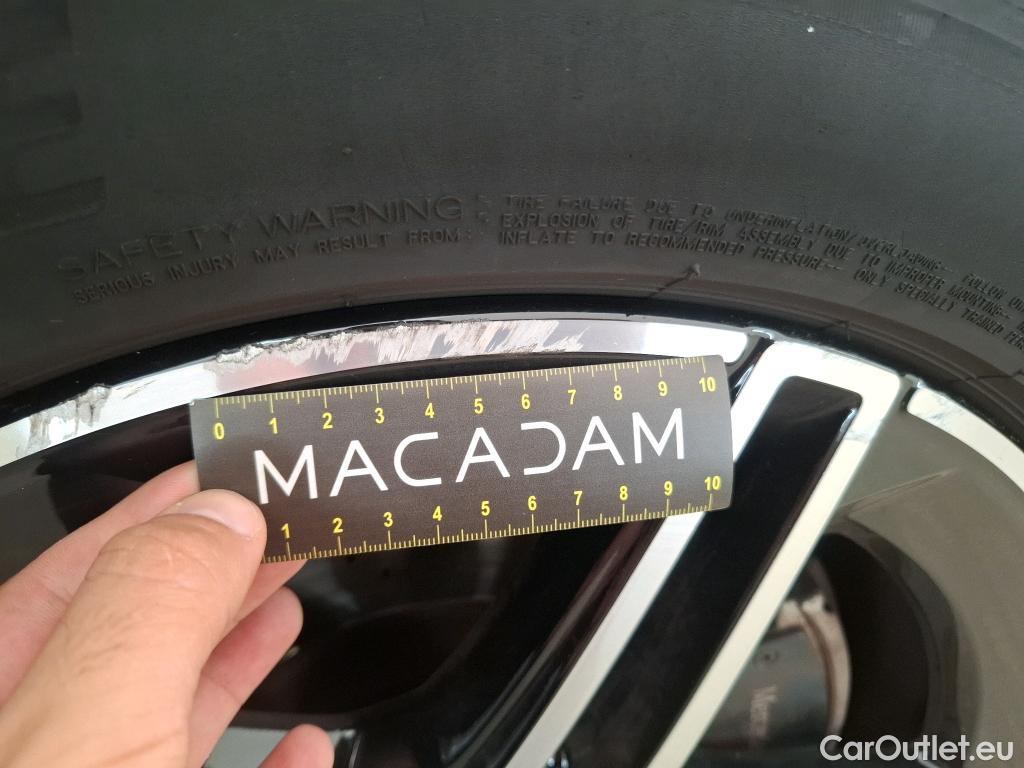 SAFETY WARNING : TIRE FAILURE DUE TO UNDERINFLATION/OVERLOADING-- FOLLOW
SERIOUS INJURY MAY RESULT FROM : EXPLOSION OF TIRE/RIM ASSEMBLY DUE TO IMPROPER MOUNTING--
INFLATE TO RECOMMENDED PRESSURE-- ONLY SPECIALLY TRAINED
0 1 2 3 4 5 6 7 8 9 10
MACADAM
1 2 3 4 5 6 7 8 9 10
CarOutlet.eu